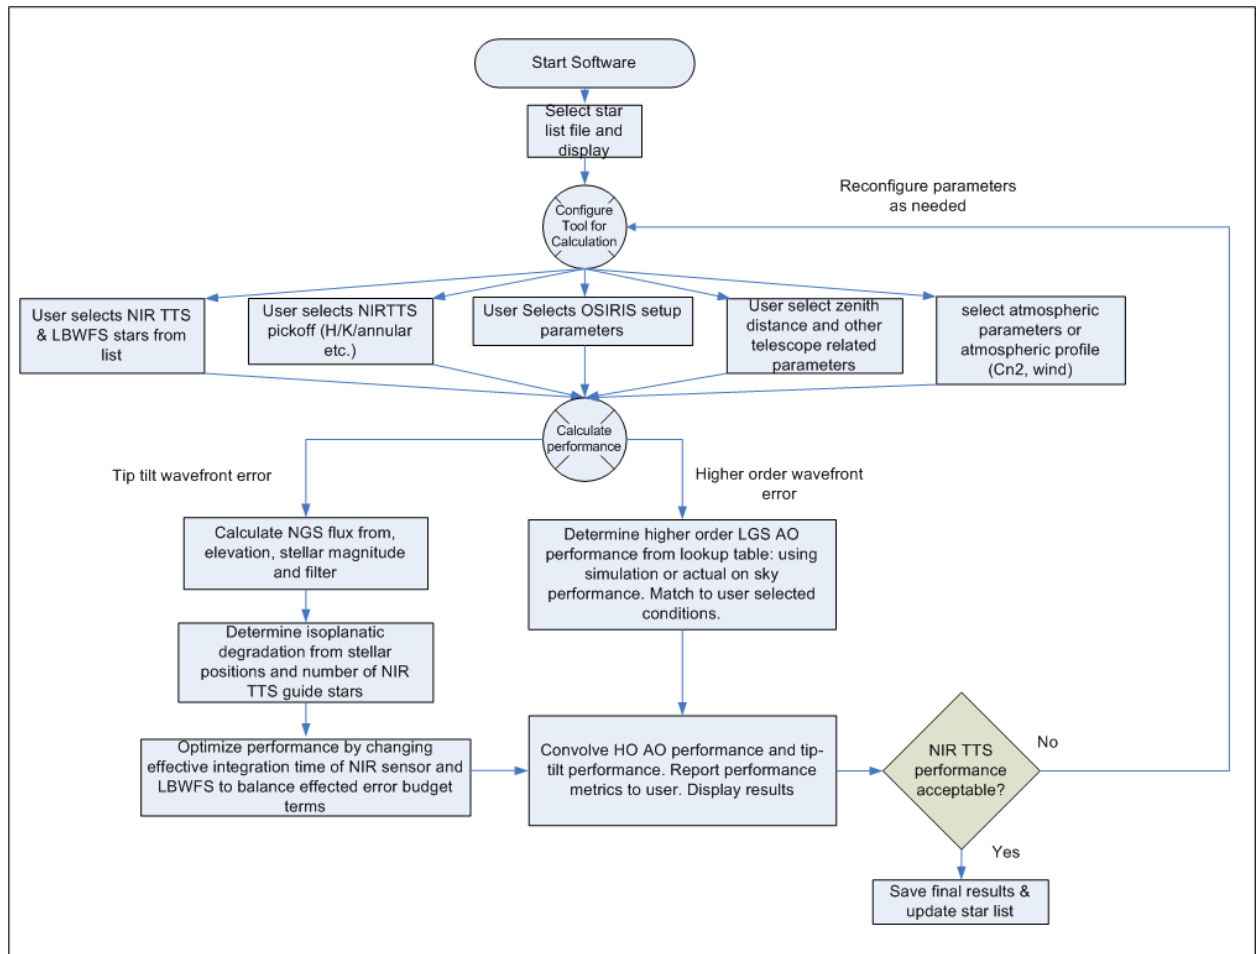 Start Software
Select star
list file and
display
Reconfigure parameters
as needed
Configure
Tool for
Calculation
User selects NIR TTS
& LBWFS stars from
list
User selects NIRTTS
pickoff (H/K/annular
etc.)
User Selects OSIRIS setup
parameters
User select zenith
distance and other
telescope related
parameters
select atmospheric
parameters or
atmospheric profile
(Cn2, wind)
Calculate
performance
Tip tilt wavefront error
Higher order wavefront
error
Calculate NGS flux from,
elevation, stellar magnitude
and filter
Determine higher order LGS AO
performance from lookup table: using
simulation or actual on sky
performance. Match to user selected
conditions.
Determine isoplanatic
degradation from stellar
positions and number of NIR
TTS guide stars
Optimize performance by changing
effective integration time of NIR sensor and
LBWFS to balance effected error budget
terms
Convolve HO AO performance and tip-
tilt performance. Report performance
metrics to user. Display results
NIR TTS
performance
acceptable?
No
Yes
Save final results &
update star list